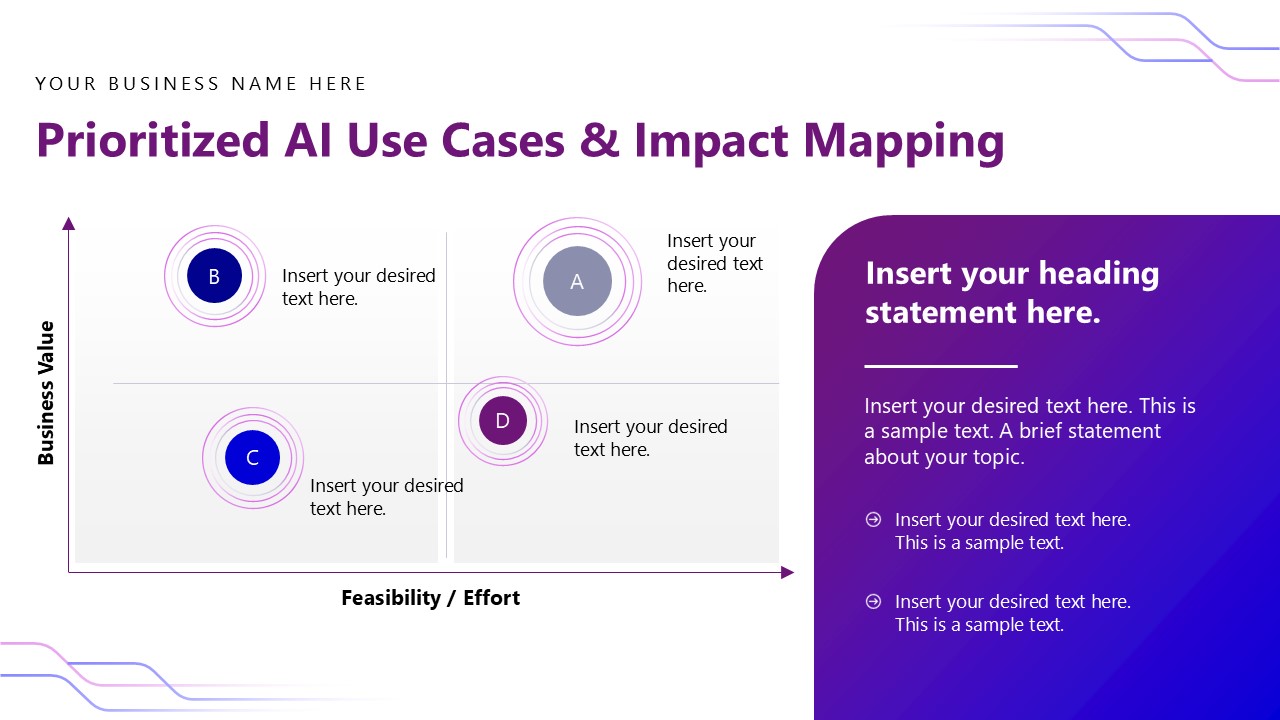 YOUR BUSINESS NAME HERE
Prioritized AI Use Cases & Impact Mapping
Business Value
B
Insert your desired
text here.
A
Insert your
desired text
here.
C
Insert your desired
text here.
D
Insert your desired
text here.
Feasibility / Effort
Insert your heading
statement here.
Insert your desired text here. This is
a sample text. A brief statement
about your topic.
Insert your desired text here.
This is a sample text.
Insert your desired text here.
This is a sample text.